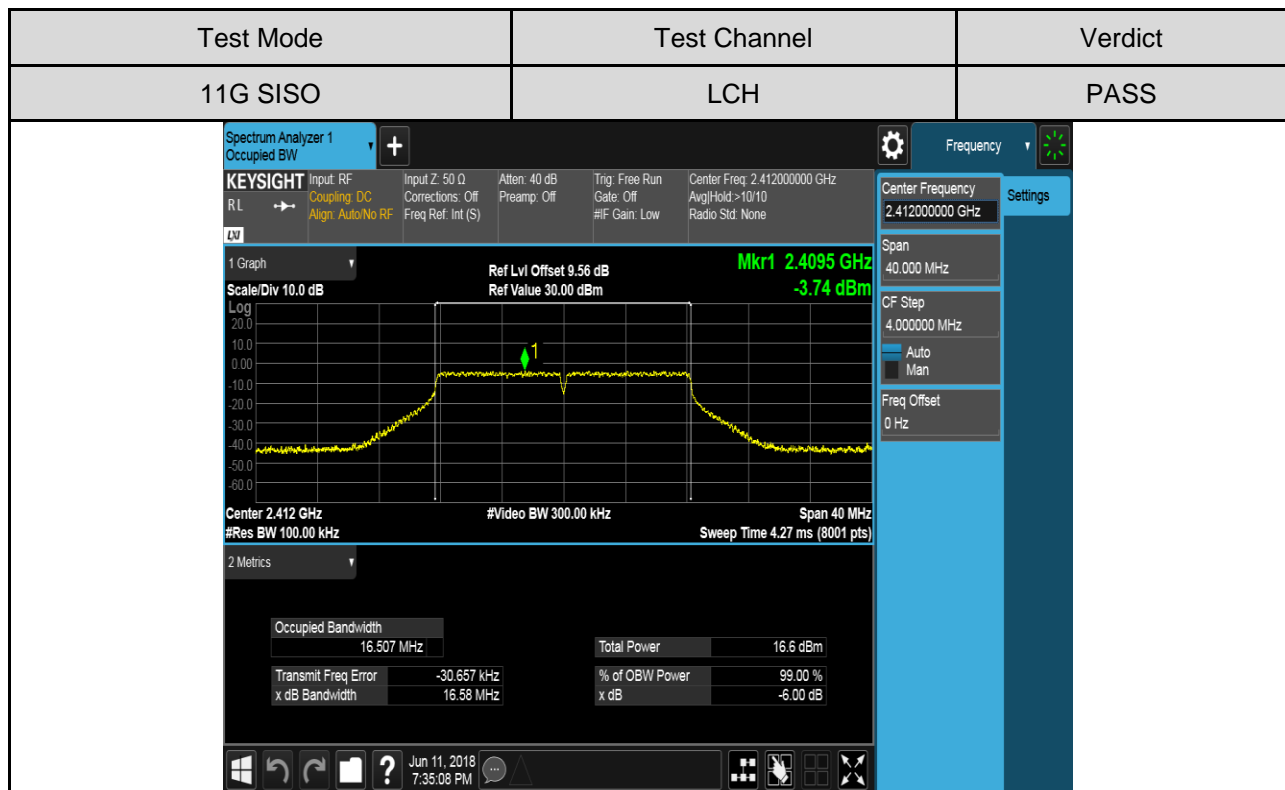 Test Mode Test Channel Verdict
11G SISO LCH PASS
Spectrum Analyzer 1
Occupied BW
+
Frequency
KEYSIGHT Input: RF Input Z: 50 Ω Atten: 40 dB Trig: Free Run Center Freq: 2.412000000 GHz
RL Coupling: DC Corrections: Off Preamp: Off Gate: Off Avg|Hold:>10/10
Align: Auto/No RF Freq Ref: Int (S) #IF Gain: Low Radio Std: None
LXI
Center Frequency
2.412000000 GHz
Settings
Span
40.000 MHz
CF Step
4.000000 MHz
Auto
Man
Freq Offset
0 Hz
1 Graph Ref Lvl Offset 9.56 dB Mkr1 2.4095 GHz
Scale/Div 10.0 dB Ref Value 30.00 dBm -3.74 dBm
Log
20.0
10.0
0.00
-10.0
-20.0
-30.0
-40.0
-50.0
-60.0
1
Center 2.412 GHz #Video BW 300.00 kHz Span 40 MHz
#Res BW 100.00 kHz Sweep Time 4.27 ms (8001 pts)
2 Metrics
Occupied Bandwidth
16.507 MHz Total Power 16.6 dBm
Transmit Freq Error -30.657 kHz % of OBW Power 99.00 %
x dB Bandwidth 16.58 MHz x dB -6.00 dB
? Jun 11, 2018
7:35:08 PM